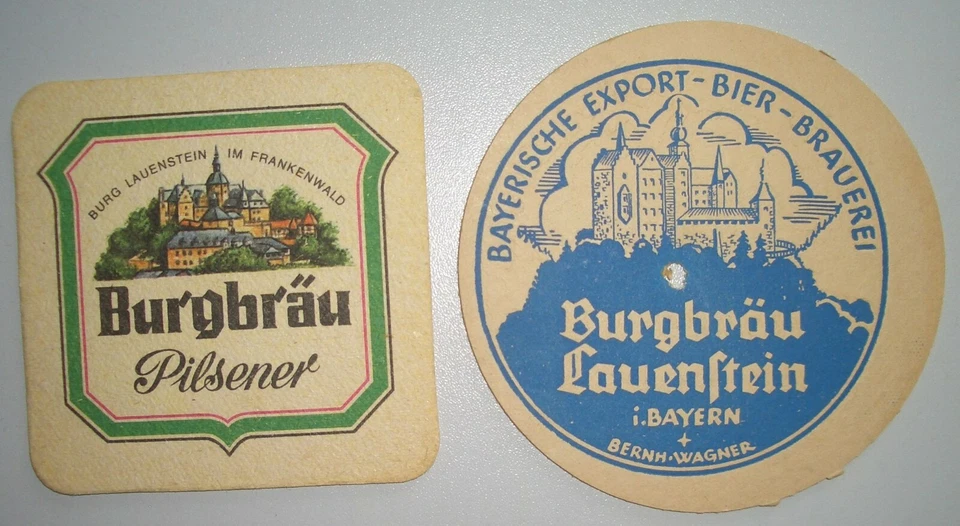 BURG LAUENSTEIN IM FRANKENWALD
Burgbräu
Pilsener
BAYERISCHE EXPORT-BIER-BRAUEREI
Burgbräu
Lauenſtein
i.BAYERN
BERNH·WAGNER